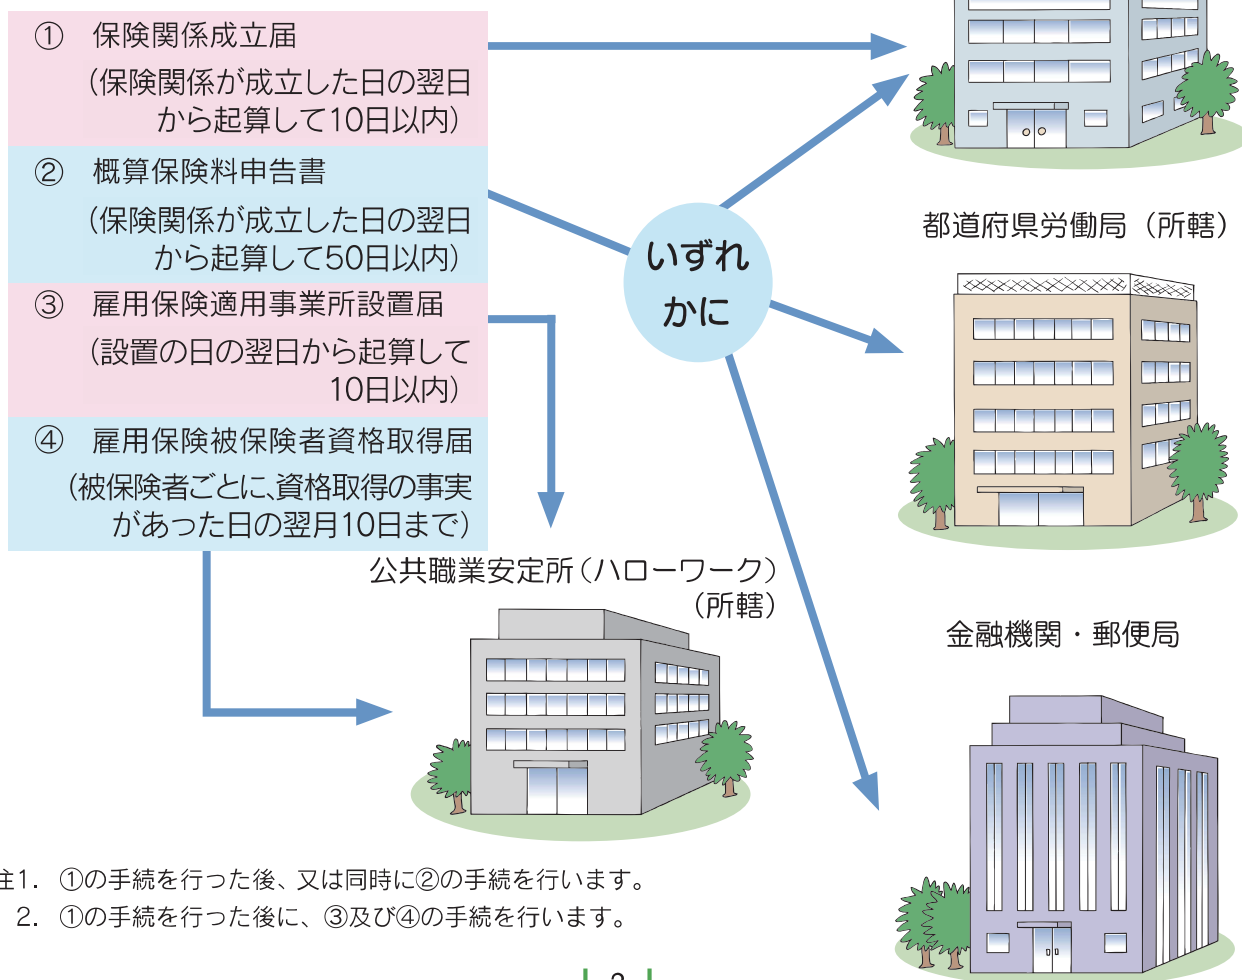 ① 保険関係成立届
（保険関係が成立した日の翌日
から起算して10日以内）
② 概算保険料申告書
（保険関係が成立した日の翌日
から起算して50日以内）
③ 雇用保険適用事業所設置届
（設置の日の翌日から起算して
10日以内）
④ 雇用保険被保険者資格取得届
（被保険者ごとに、資格取得の事実
があった日の翌月10日まで）
いずれ
かに
都道府県労働局（所轄）
公共職業安定所（ハローワーク）
（所轄）
金融機関・郵便局
注1． ①の手続を行った後、又は同時に②の手続を行います。
2． ①の手続を行った後に、③及び④の手続を行います。